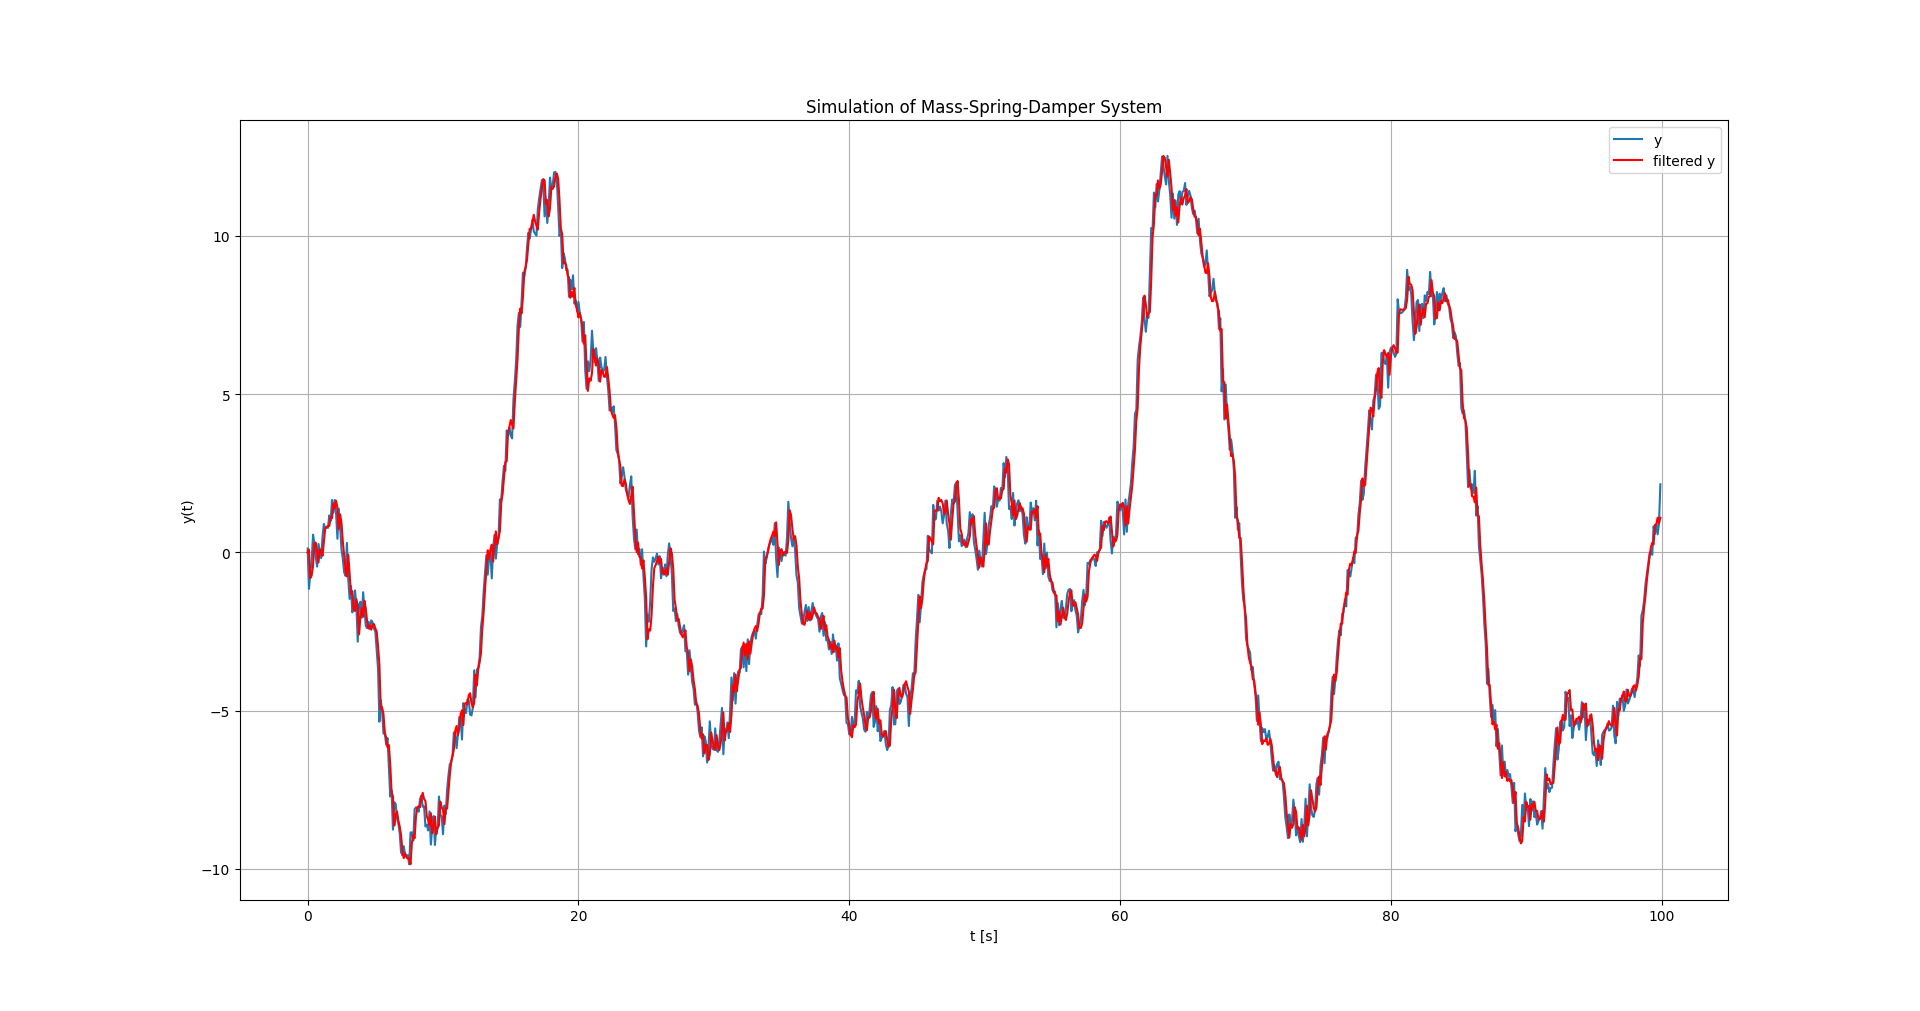 Simulation of Mass-Spring-Damper System
y
filtered y
10
5
0
−5
−10
y(t)
0 20 40 60 80 100
t [s]